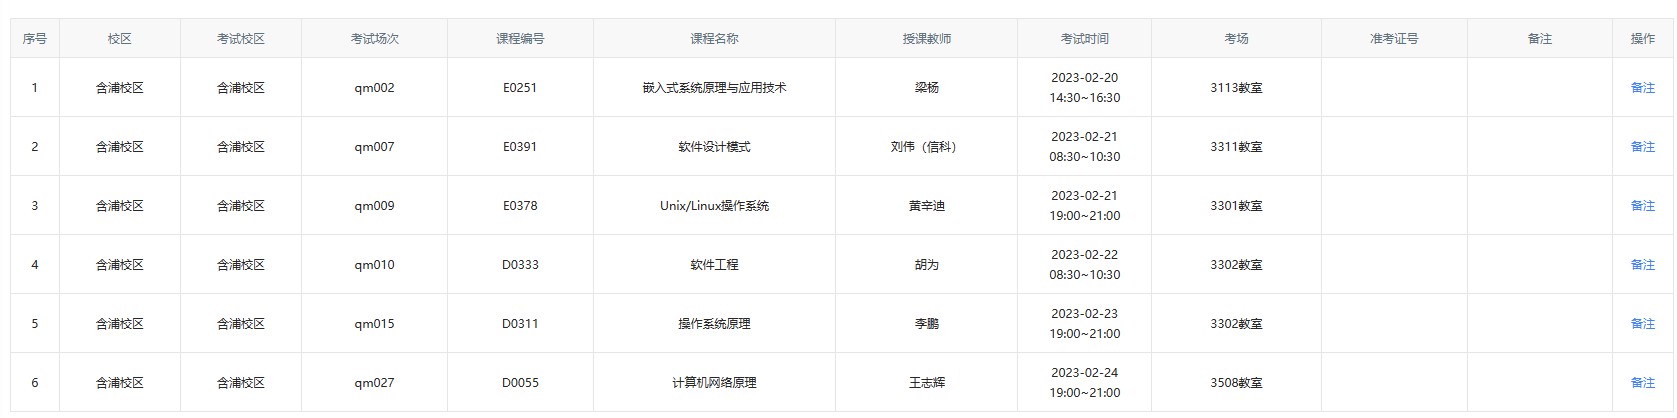 序号 校区 考试校区 考试场次 课程编号 课程名称 授课教师 考试时间 考场 准考证号 备注 操作
1 含浦校区 含浦校区 qm002 E0251 嵌入式系统原理与应用技术 梁杨 2023-02-20 14:30~16:30 3113教室 备注
2 含浦校区 含浦校区 qm007 E0391 软件设计模式 刘伟（信科） 2023-02-21 08:30~10:30 3311教室 备注
3 含浦校区 含浦校区 qm009 E0378 Unix/Linux操作系统 黄辛迪 2023-02-21 19:00~21:00 3301教室 备注
4 含浦校区 含浦校区 qm010 D0333 软件工程 胡为 2023-02-22 08:30~10:30 3302教室 备注
5 含浦校区 含浦校区 qm015 D0311 操作系统原理 李鹏 2023-02-23 19:00~21:00 3302教室 备注
6 含浦校区 含浦校区 qm027 D0055 计算机网络原理 王志辉 2023-02-24 19:00~21:00 3508教室 备注